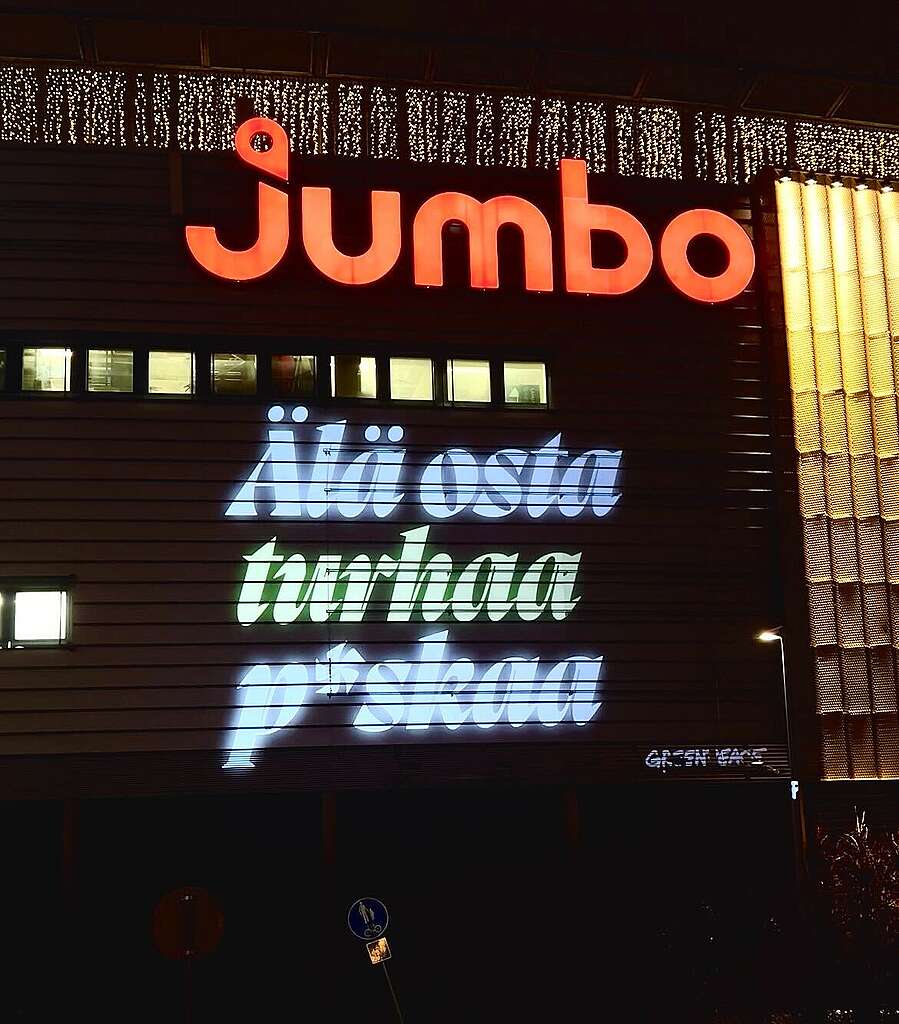 jumbo
Älä osta
turhaa
p*skaa
GREENPEACE
F